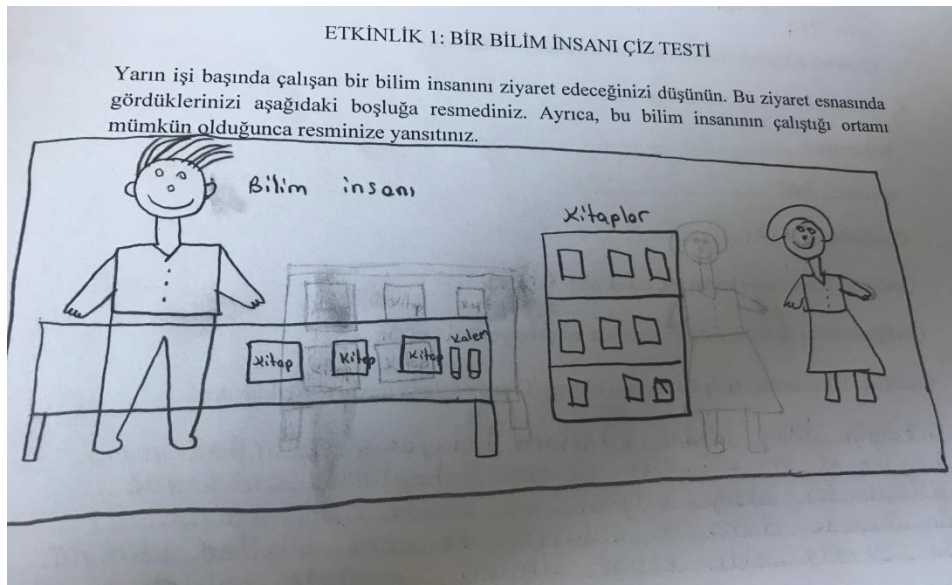 ETKİNLİK 1: BİR BİLİM İNSANI ÇİZ TESTİ
Yarın işi başında çalışan bir bilim insanını ziyaret edeceğinizi düşünün. Bu ziyaret esnasında
gördüklerinizi aşağıdaki boşluğa resmediniz. Ayrıca, bu bilim insanının çalıştığı ortamı
mümkün olduğunca resminize yansıtınız.
Bilim insanı
Kitaplar
Kitap Kitap Kitap Kalem